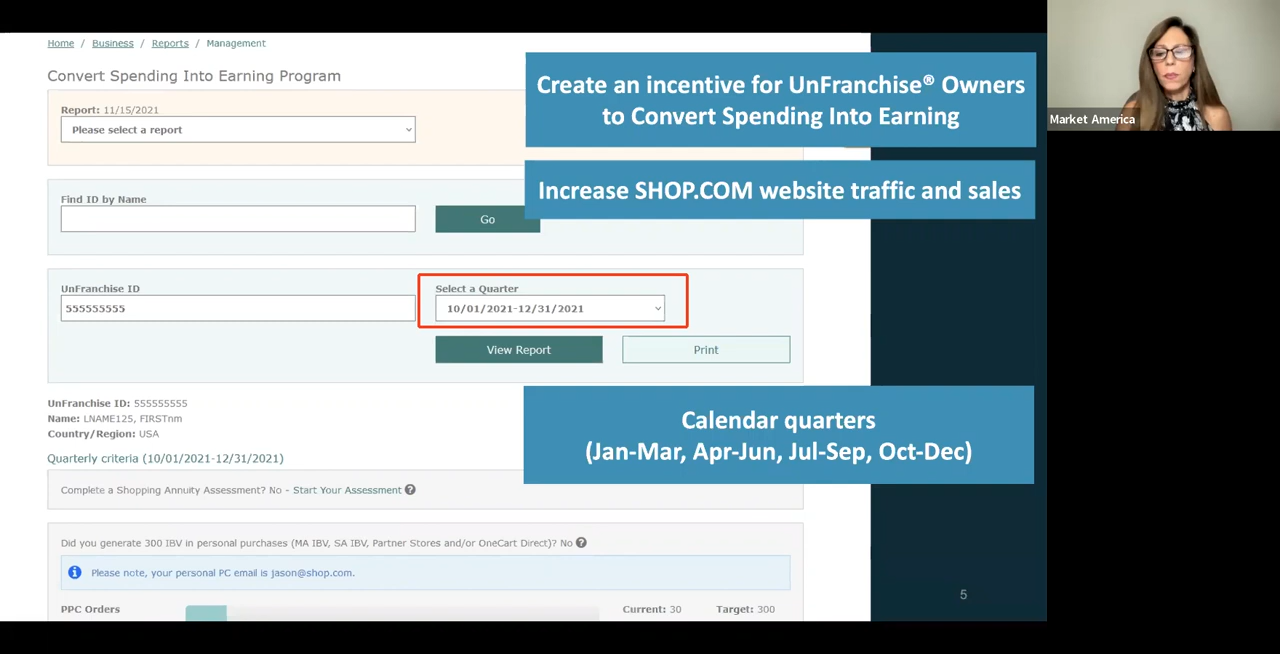 Home / Business / Reports / Management
Convert Spending Into Earning Program
Report: 11/15/2021
Please select a report
Create an incentive for UnFranchise® Owners
to Convert Spending Into Earning
Market America
Increase SHOP.COM website traffic and sales
Find ID by Name
Go
UnFranchise ID
Select a Quarter
555555555
10/01/2021-12/31/2021
View Report
Print
UnFranchise ID: 555555555
Name: LNAME125, FIRSTnm
Country/Region: USA
Calendar quarters
(Jan-Mar, Apr-Jun, Jul-Sep, Oct-Dec)
Quarterly criteria (10/01/2021-12/31/2021)
Complete a Shopping Annuity Assessment? No - Start Your Assessment ?
Did you generate 300 IBV in personal purchases (MA IBV, SA IBV, Partner Stores and/or OneCart Direct)? No ?
i Please note, your personal PC email is jason@shop.com.
PPC Orders
Current: 30
Target: 300
5